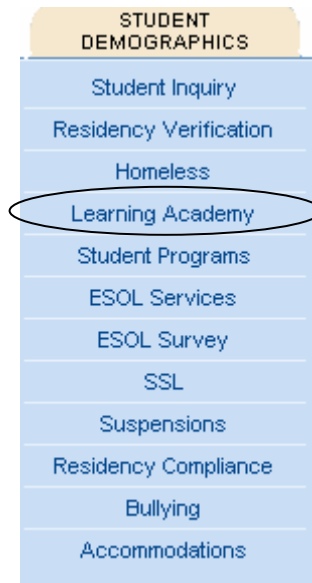 STUDENT
DEMOGRAPHICS
Student Inquiry
Residency Verification
Homeless
Learning Academy
Student Programs
ESOL Services
ESOL Survey
SSL
Suspensions
Residency Compliance
Bullying
Accommodations